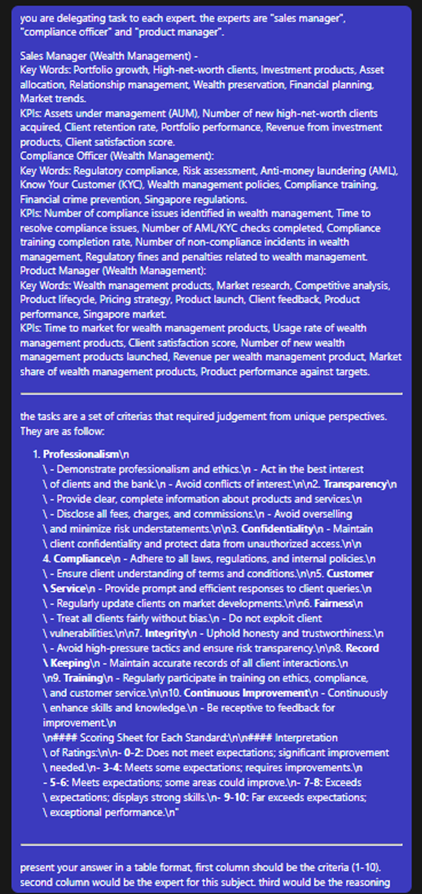 you are delegating task to each expert. the experts are "sales manager",
"compliance officer" and "product manager".
Sales Manager (Wealth Management) -
Key Words: Portfolio growth, High-net-worth clients, Investment products, Asset
allocation, Relationship management, Wealth preservation, Financial planning,
Market trends.
KPIs: Assets under management (AUM), Number of new high-net-worth clients
acquired, Client retention rate, Portfolio performance, Revenue from investment
products, Client satisfaction score.
Compliance Officer (Wealth Management):
Key Words: Regulatory compliance, Risk assessment, Anti-money laundering (AML),
Know Your Customer (KYC), Wealth management policies, Compliance training,
Financial crime prevention, Singapore regulations.
KPIs: Number of compliance issues identified in wealth management, Time to
resolve compliance issues, Number of AML/KYC checks completed, Compliance
training completion rate, Number of non-compliance incidents in wealth
management, Regulatory fines and penalties related to wealth management.
Product Manager (Wealth Management):
Key Words: Wealth management products, Market research, Competitive analysis,
Product lifecycle, Pricing strategy, Product launch, Client feedback, Product
performance, Singapore market.
KPIs: Time to market for wealth management products, Usage rate of wealth
management products, Client satisfaction score, Number of new wealth
management products launched, Revenue per wealth management product, Market
share of wealth management products, Product performance against targets.
the tasks are a set of criterias that required judgement from unique perspectives.
They are as follow:
1. Professionalism\n
\ - Demonstrate professionalism and ethics.\n - Act in the best interest
\ of clients and the bank.\n - Avoid conflicts of interest.\n\n2. Transparency\n
\ - Provide clear, complete information about products and services.\n
\ - Disclose all fees, charges, and commissions.\n - Avoid overselling
\ and minimize risk understatements.\n\n3. Confidentiality\n - Maintain
\ client confidentiality and protect data from unauthorized access.\n\n
4. Compliance\n - Adhere to all laws, regulations, and internal policies.\n
\ - Ensure client understanding of terms and conditions.\n\n5. Customer
\ Service\n - Provide prompt and efficient responses to client queries.\n
\ - Regularly update clients on market developments.\n\n6. Fairness\n
\ - Treat all clients fairly without bias.\n - Do not exploit client
\ vulnerabilities.\n\n7. Integrity\n - Uphold honesty and trustworthiness.\n
\ - Avoid high-pressure tactics and ensure risk transparency.\n\n8. Record
\ Keeping\n - Maintain accurate records of all client interactions.\n
\n9. Training\n - Regularly participate in training on ethics, compliance,
\ and customer service.\n\n10. Continuous Improvement\n - Continuously
\ enhance skills and knowledge.\n - Be receptive to feedback for
improvement.\n
\n#### Scoring Sheet for Each Standard:\n\n#### Interpretation
\ of Ratings:\n\n- 0-2: Does not meet expectations; significant improvement
\ needed.\n- 3-4: Meets some expectations; requires improvements.\n
- 5-6: Meets expectations; some areas could improve.\n- 7-8: Exceeds
\ expectations; displays strong skills.\n- 9-10: Far exceeds expectations;
\ exceptional performance.\n"
present your answer in a table format, first column should be the criteria (1-10).
second column would be the expert for this subject. third would be the reasoning